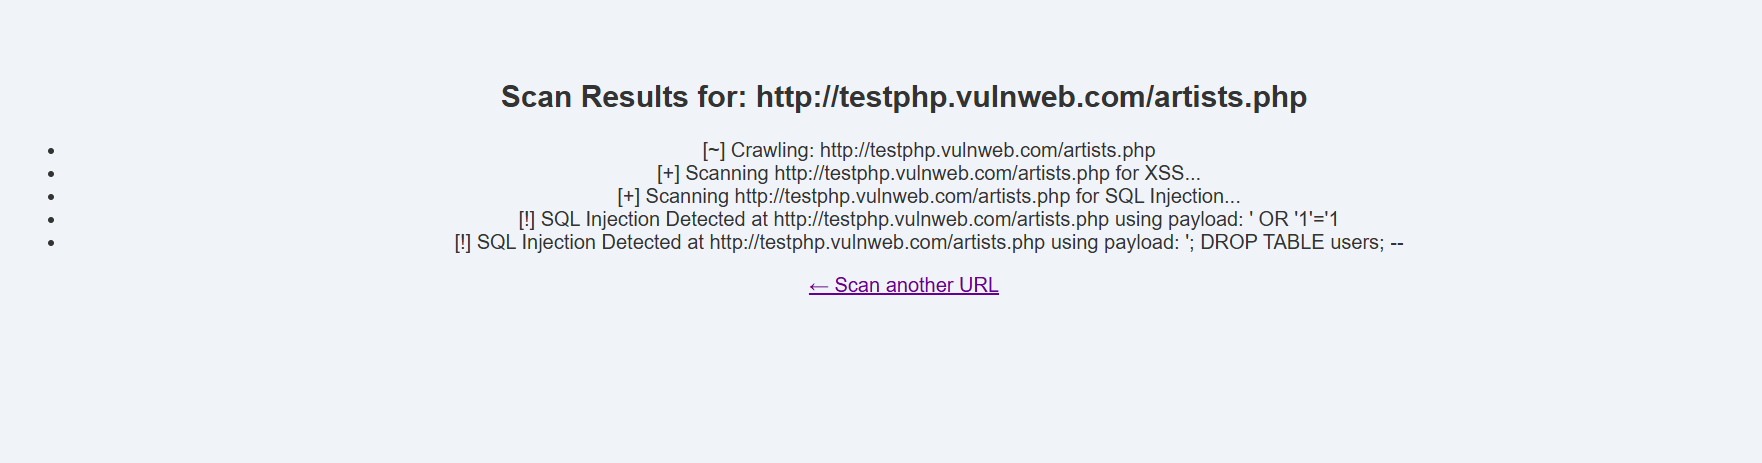 Scan Results for: http://testphp.vulnweb.com/artists.php
[~] Crawling: http://testphp.vulnweb.com/artists.php
[+] Scanning http://testphp.vulnweb.com/artists.php for XSS...
[+] Scanning http://testphp.vulnweb.com/artists.php for SQL Injection...
[!] SQL Injection Detected at http://testphp.vulnweb.com/artists.php using payload: ' OR '1'='1
[!] SQL Injection Detected at http://testphp.vulnweb.com/artists.php using payload: '; DROP TABLE users; --
← Scan another URL